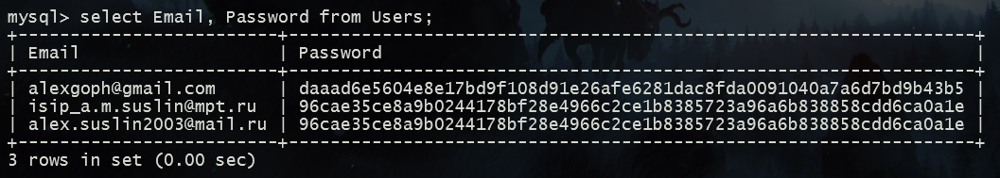 mysql> select Email, Password from Users;
+---------------------------+------------------------------------------------------------------+
| Email                     | Password                                                         |
+---------------------------+------------------------------------------------------------------+
| alexgoph@gmail.com        | daaad6e5604e8e17bd9f108d91e26afe6281dac8fda0091040a7a6d7bd9b43b5 |
| isip_a.m.suslin@mpt.ru    | 96cae35ce8a9b0244178bf28e4966c2ce1b8385723a96a6b838858cdd6ca0a1e |
| alex.suslin2003@mail.ru   | 96cae35ce8a9b0244178bf28e4966c2ce1b8385723a96a6b838858cdd6ca0a1e |
+---------------------------+------------------------------------------------------------------+
3 rows in set (0.00 sec)